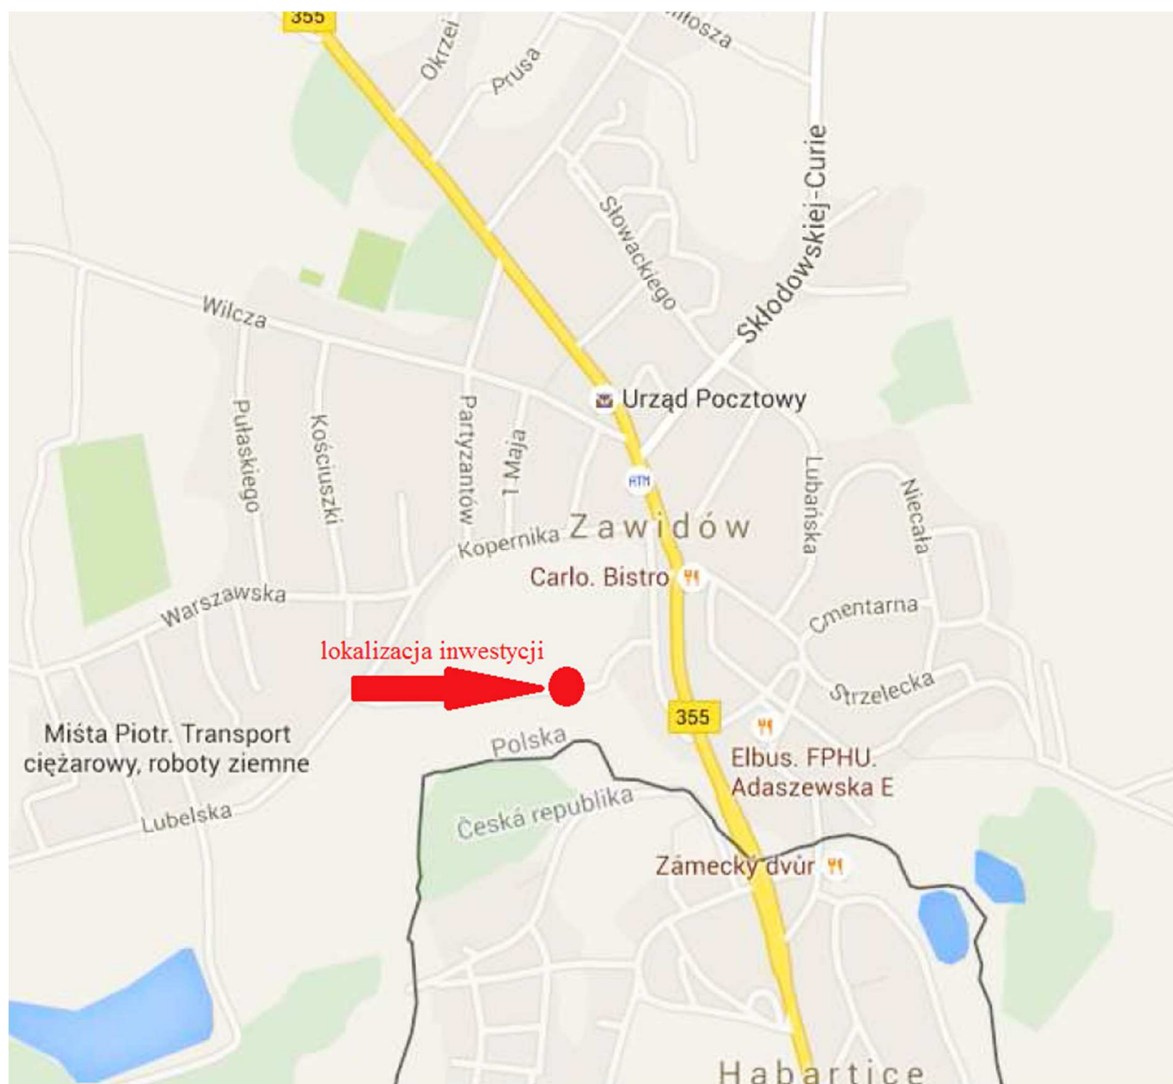 355
Okrzei
Prusa
Miłosza
Skłodowskiej-Curie
Słowackiego
Wilcza
Urząd Pocztowy
Pułaskiego
Kościuszki
Partyzantów
1 Maja
ATM
Lubańska
Niecała
Zawidów
Kopernika
Carlo. Bistro
Warszawska
Cmentarna
lokalizacja inwestycji
Strzelecka
355
Miśta Piotr. Transport
ciężarowy, roboty ziemne
Polska
Elbus. FPHU.
Adaszewska E
Česká republika
Lubelska
Zámecký dvůr
Habartice